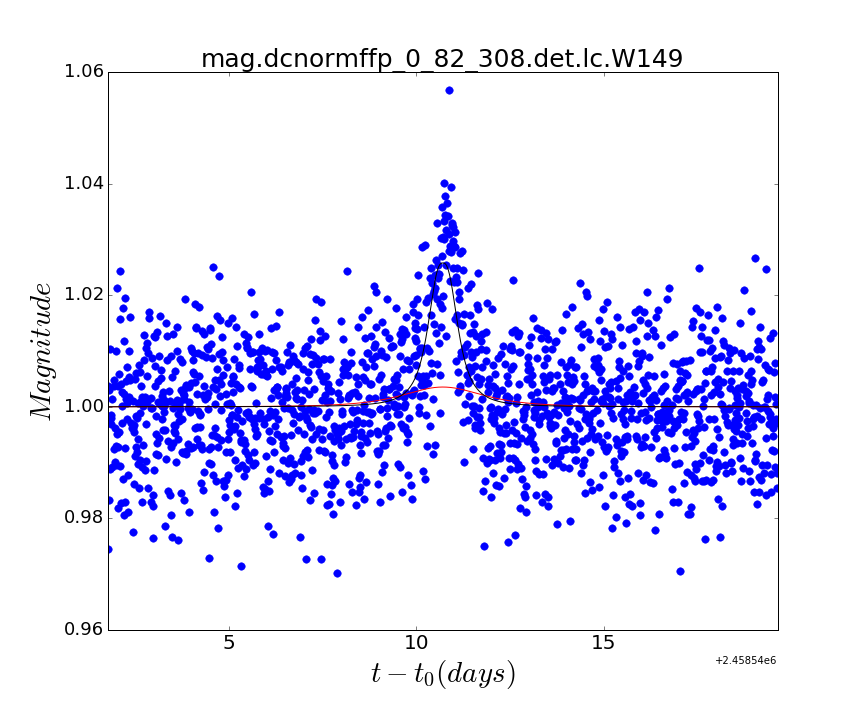 mag.dcnormffp_0_82_308.det.lc.W149
1.06
1.04
1.02
1.00
0.98
0.96
Magnitude
5
10
15
+2.45854e6
t − t₀(days)